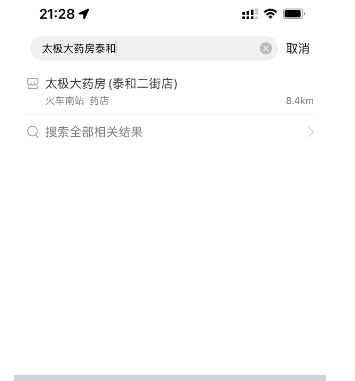 21:28
太极大药房泰和
取消
太极大药房(泰和二街店)
火车南站 药店
8.4km
搜索全部相关结果